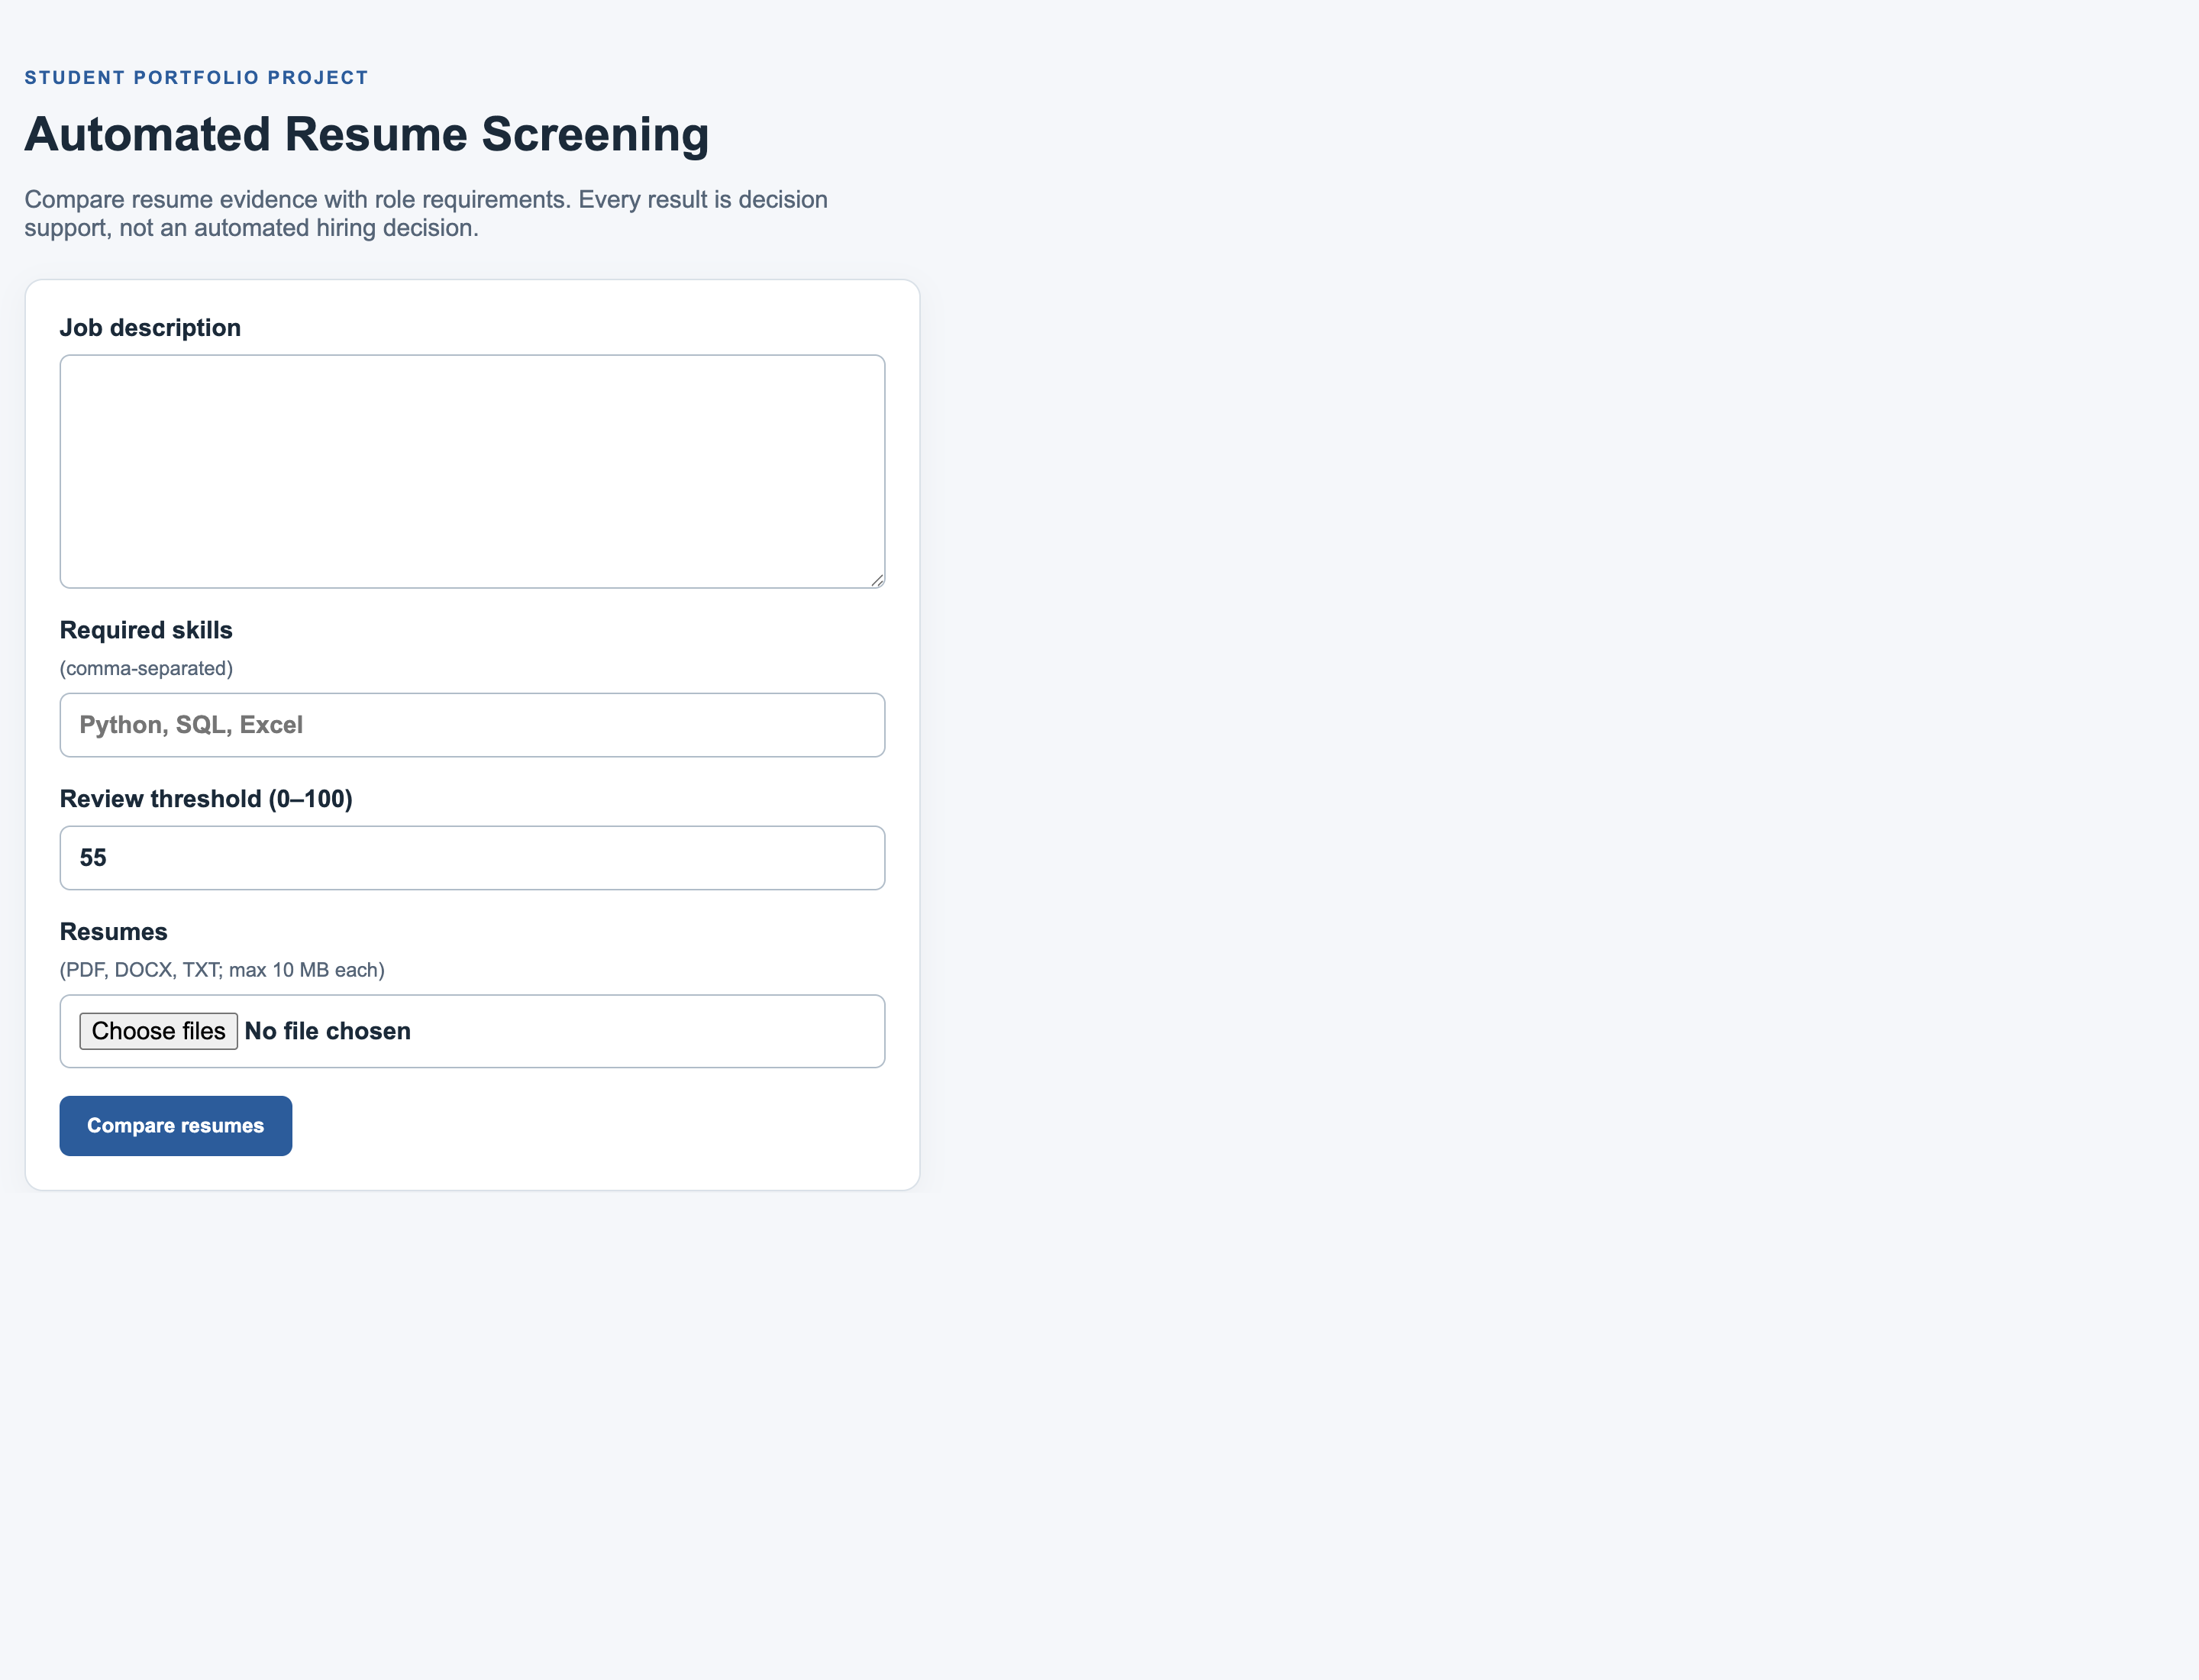 STUDENT PORTFOLIO PROJECT
Automated Resume Screening
Compare resume evidence with role requirements. Every result is decision
support, not an automated hiring decision.
Job description
Required skills
(comma-separated)
Python, SQL, Excel
Review threshold (0–100)
55
Resumes
(PDF, DOCX, TXT; max 10 MB each)
Choose files No file chosen
Compare resumes